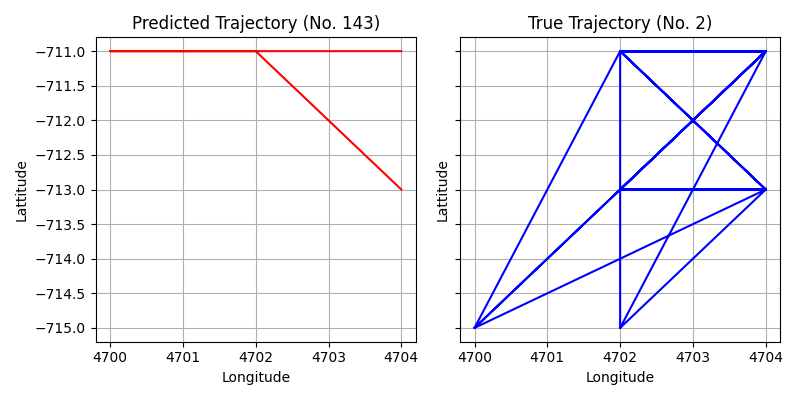 Predicted Trajectory (No. 143)
True Trajectory (No. 2)
−711.0
−711.5
−712.0
−712.5
−713.0
−713.5
−714.0
−714.5
−715.0
Lattitude
Lattitude
4700 4701 4702 4703 4704
4700 4701 4702 4703 4704
Longitude
Longitude